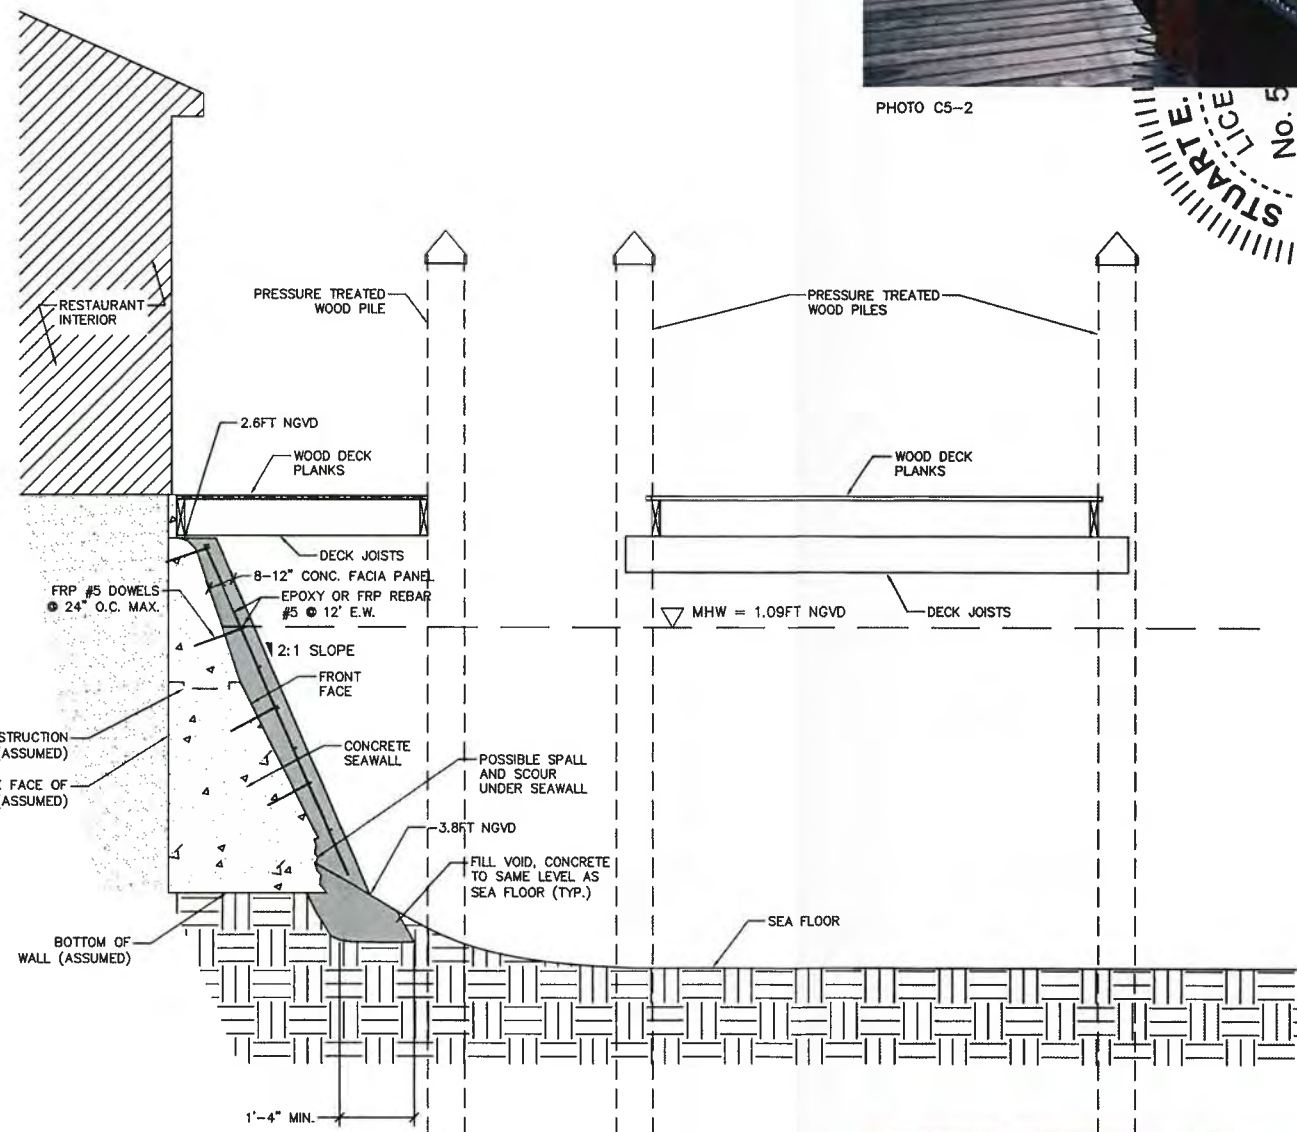 PHOTO C5-2
STUART E.
LICE
No. 5
RESTAURANT
INTERIOR
PRESSURE TREATED
WOOD PILE
PRESSURE TREATED
WOOD PILES
2.6FT NGVD
WOOD DECK
PLANKS
WOOD DECK
PLANKS
DECK JOISTS
8-12" CONC. FACIA PANEL
FRP #5 DOWELS
@ 24" O.C. MAX.
EPOXY OR FRP REBAR
#5 @ 12' E.W.
MHW = 1.09FT NGVD
DECK JOISTS
2:1 SLOPE
FRONT
FACE
STRUCTION
(ASSUMED)
CONCRETE
SEAWALL
POSSIBLE SPALL
AND SCOUR
UNDER SEAWALL
FACE OF
(ASSUMED)
-3.8FT NGVD
FILL VOID, CONCRETE
TO SAME LEVEL AS
SEA FLOOR (TYP.)
SEA FLOOR
BOTTOM OF
WALL (ASSUMED)
1'-4" MIN.